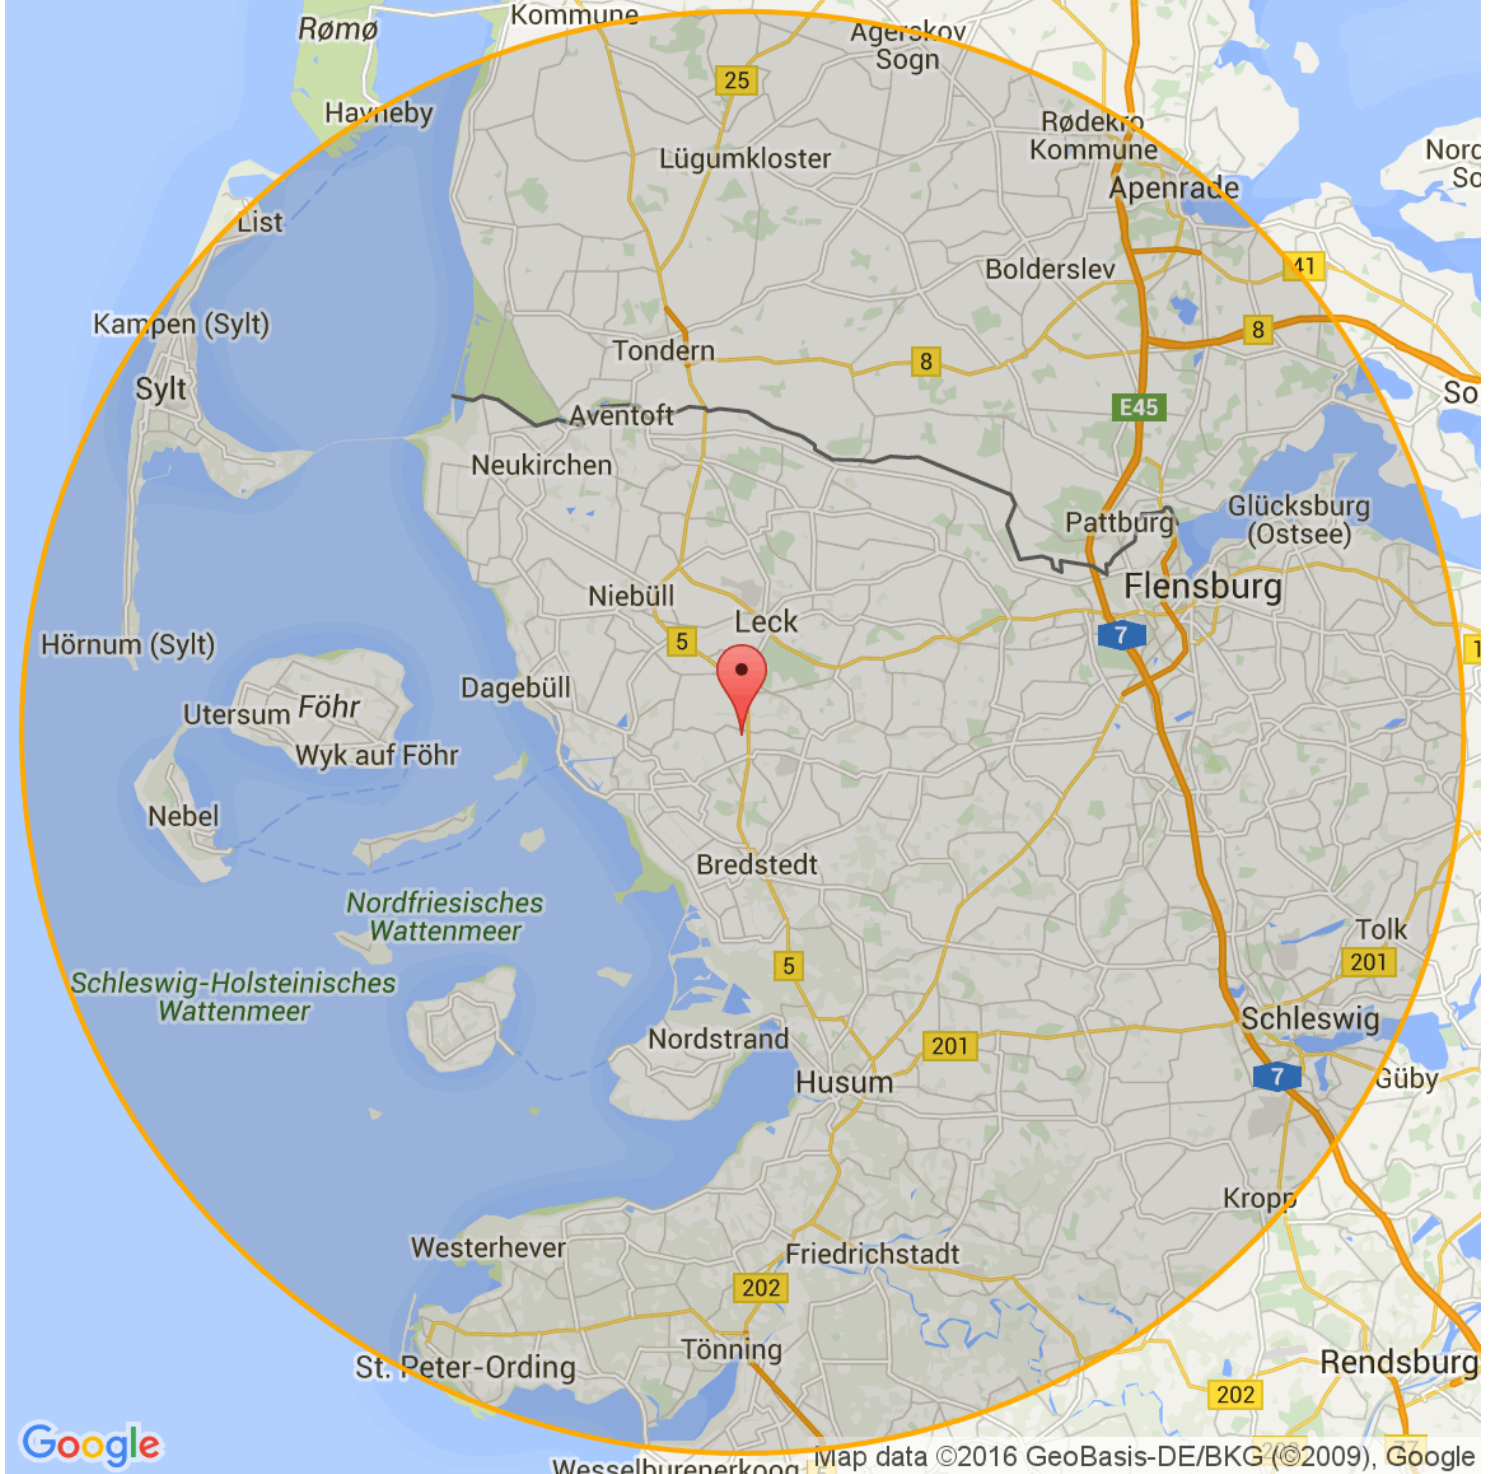 Kommune
Rømø
Agerskov
Sogn
25
Havneby
Rødekro
Kommune
Lügumkloster
Apenrade
List
Bolderslev
41
Kampen (Sylt)
8
Tondern
8
Sylt
E45
Aventoft
Neukirchen
Glücksburg
(Ostsee)
Pattburg
Flensburg
Niebüll
Leck
7
5
Hörnum (Sylt)
Dagebüll
Utersum
Föhr
Wyk auf Föhr
Nebel
Bredstedt
Nordfriesisches
Wattenmeer
Tolk
201
5
Schleswig-Holsteinisches
Wattenmeer
Schleswig
Nordstrand
201
Husum
7
Güby
Kropp
Westerhever
Friedrichstadt
202
Tönning
St. Peter-Ording
Rendsburg
202
Google
Map data ©2016 GeoBasis-DE/BKG (©2009), Google